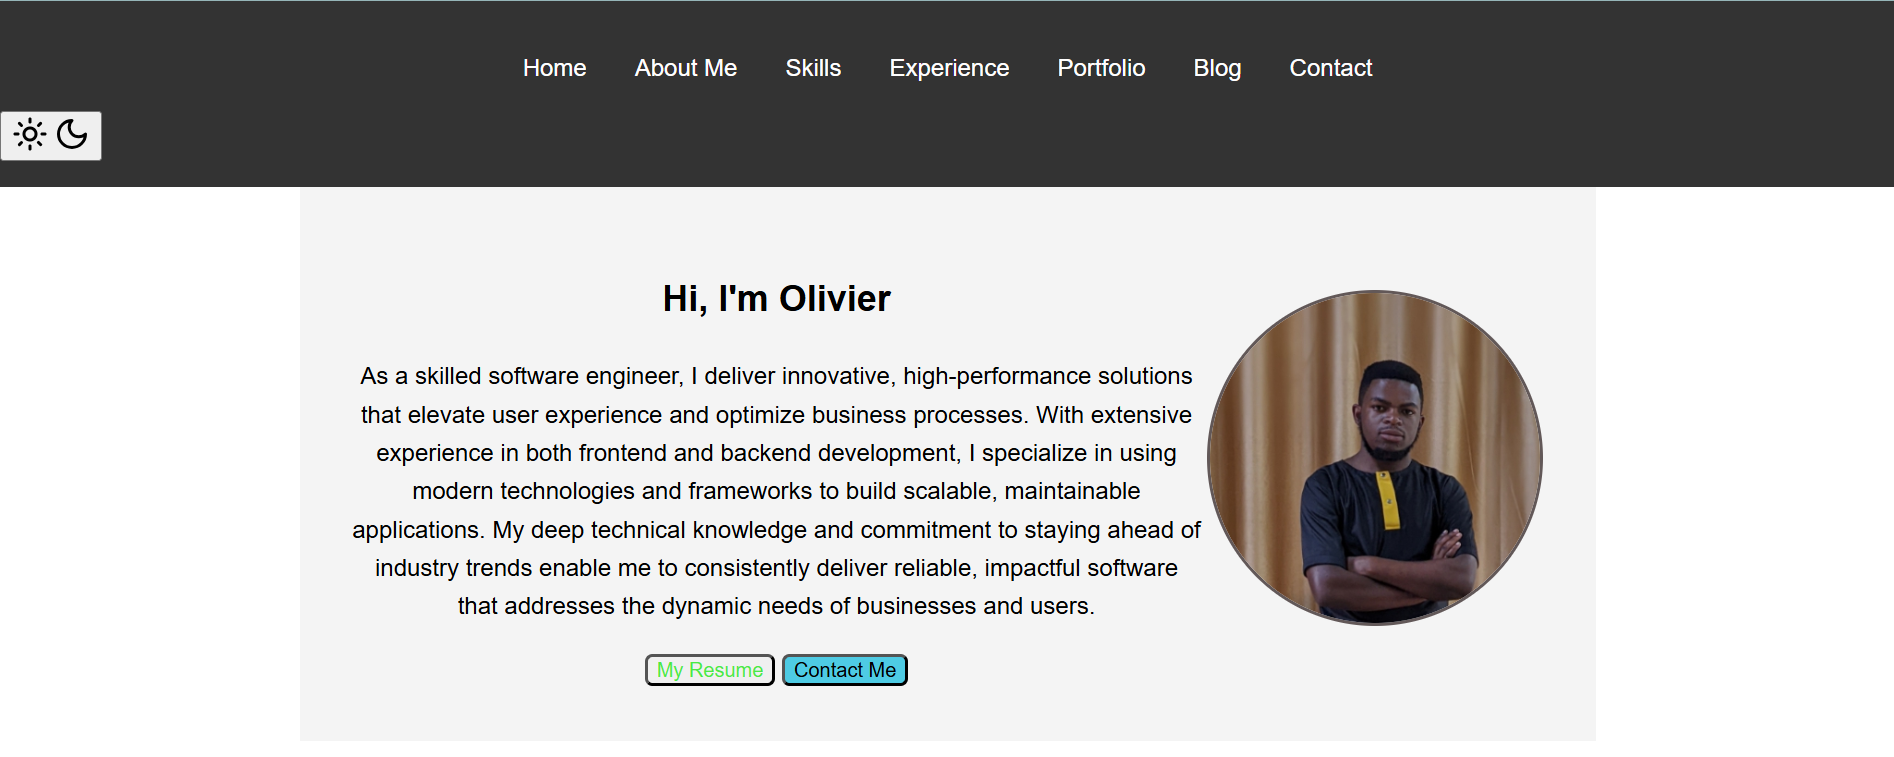 Home About Me Skills Experience Portfolio Blog Contact
Hi, I'm Olivier
As a skilled software engineer, I deliver innovative, high-performance solutions
that elevate user experience and optimize business processes. With extensive
experience in both frontend and backend development, I specialize in using
modern technologies and frameworks to build scalable, maintainable
applications. My deep technical knowledge and commitment to staying ahead of
industry trends enable me to consistently deliver reliable, impactful software
that addresses the dynamic needs of businesses and users.
My Resume Contact Me